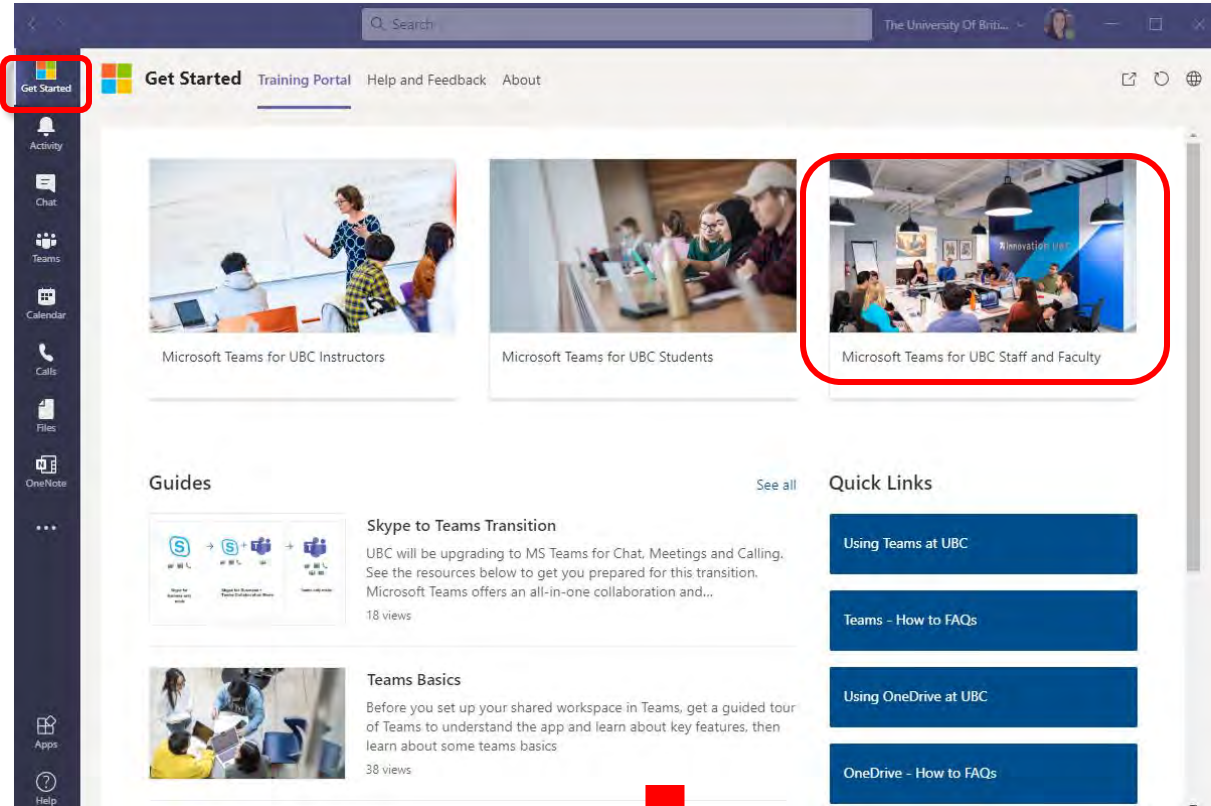 Search
The University Of Briti...
Get Started
Get Started
Training Portal
Help and Feedback
About
Activity
Chat
Teams
Calendar
Calls
Files
OneNote
Apps
Help
innovation UBC
Microsoft Teams for UBC Instructors
Microsoft Teams for UBC Students
Microsoft Teams for UBC Staff and Faculty
Guides
See all
Skype to Teams Transition
UBC will be upgrading to MS Teams for Chat, Meetings and Calling.
See the resources below to get you prepared for this transition.
Microsoft Teams offers an all-in-one collaboration and...
18 views
Teams Basics
Before you set up your shared workspace in Teams, get a guided tour
of Teams to understand the app and learn about key features, then
learn about some teams basics
38 views
Quick Links
Using Teams at UBC
Teams - How to FAQs
Using OneDrive at UBC
OneDrive - How to FAQs